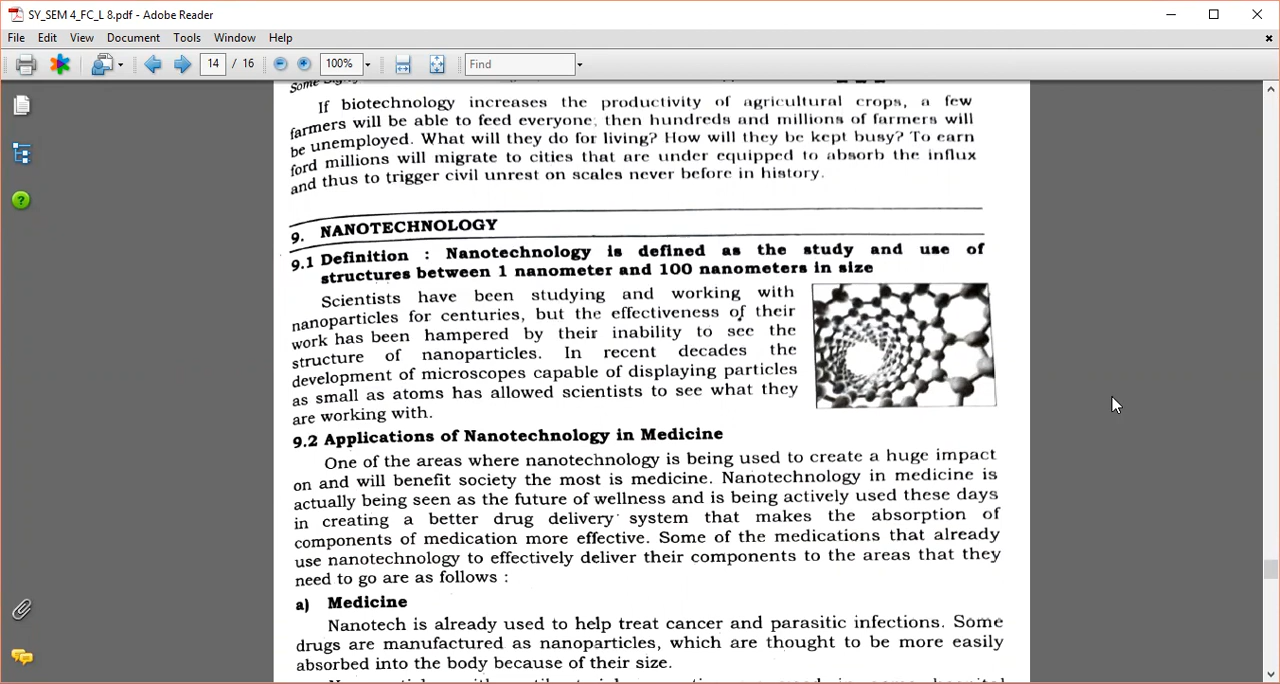 SY_SEM 4_FC_L 8.pdf - Adobe Reader
File Edit View Document Tools Window Help
14 / 16 100% Find
If biotechnology increases the productivity of agricultural crops, a few
farmers will be able to feed everyone, then hundreds and millions of farmers will
be unemployed. What will they do for living? How will they be kept busy? To earn
ford millions will migrate to cities that are under equipped to absorb the influx
and thus to trigger civil unrest on scales never before in history.
9. NANOTECHNOLOGY
9.1 Definition : Nanotechnology is defined as the study and use of
structures between 1 nanometer and 100 nanometers in size
Scientists have been studying and working with
nanoparticles for centuries, but the effectiveness of their
work has been hampered by their inability to see the
structure of nanoparticles. In recent decades the
development of microscopes capable of displaying particles
as small as atoms has allowed scientists to see what they
are working with.
9.2 Applications of Nanotechnology in Medicine
One of the areas where nanotechnology is being used to create a huge impact
on and will benefit society the most is medicine. Nanotechnology in medicine is
actually being seen as the future of wellness and is being actively used these days
in creating a better drug delivery system that makes the absorption of
components of medication more effective. Some of the medications that already
use nanotechnology to effectively deliver their components to the areas that they
need to go are as follows :
a) Medicine
Nanotech is already used to help treat cancer and parasitic infections. Some
drugs are manufactured as nanoparticles, which are thought to be more easily
absorbed into the body because of their size.